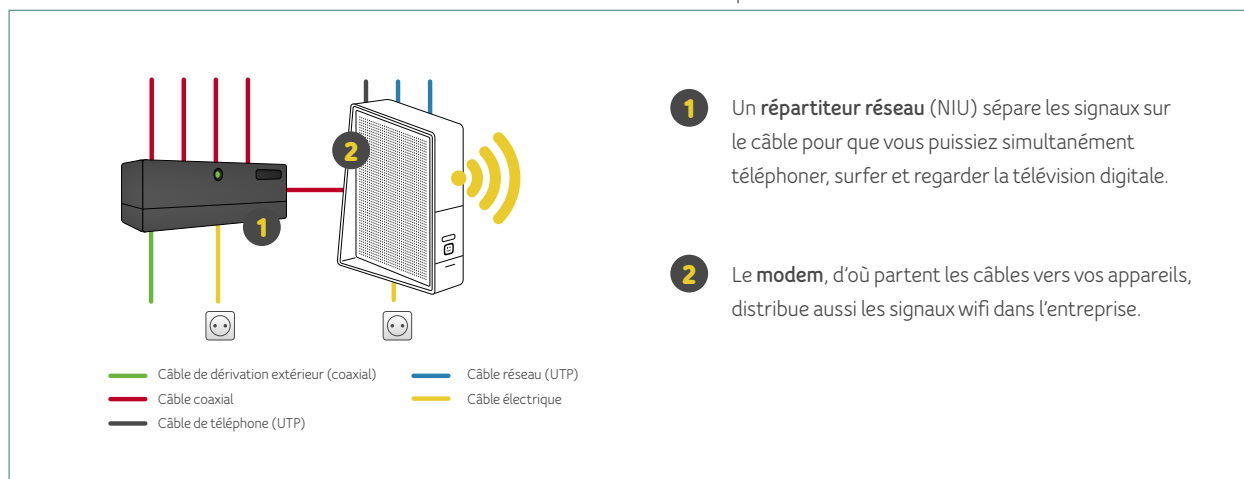 1
Un répartiteur réseau (NIU) sépare les signaux sur
le câble pour que vous puissiez simultanément
téléphoner, surfer et regarder la télévision digitale.
2
Le modem, d’où partent les câbles vers vos appareils,
distribue aussi les signaux wifi dans l’entreprise.
2
1
Câble de dérivation extérieur (coaxial)
Câble coaxial
Câble de téléphone (UTP)
Câble réseau (UTP)
Câble électrique